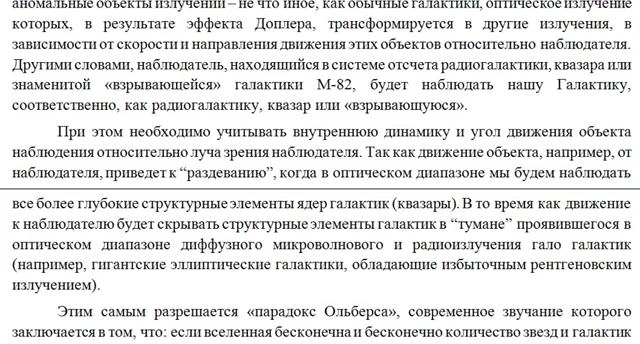 аномальные объекты излучений – не что иное, как обычные галактики, оптическое излучение
которых, в результате эффекта Доплера, трансформируется в другие излучения, в
зависимости от скорости и направления движения этих объектов относительно наблюдателя.
Другими словами, наблюдатель, находящийся в системе отсчета радиогалактики, квазара или
знаменитой «взрывающейся» галактики М-82, будет наблюдать нашу Галактику,
соответственно, как радиогалактику, квазар или «взрывающуюся».
При этом необходимо учитывать внутреннюю динамику и угол движения объекта
наблюдения относительно луча зрения наблюдателя. Так как движение объекта, например, от
наблюдателя, приведет к “раздеванию”, когда в оптическом диапазоне мы будем наблюдать
все более глубокие структурные элементы ядер галактик (квазары). В то время как движение
к наблюдателю будет скрывать структурные элементы галактик в “тумане” проявившегося в
оптическом диапазоне диффузного микроволнового и радиоизлучения гало галактик
(например, гигантские эллиптические галактики, обладающие избыточным рентгеновским
излучением).
Этим самым разрешается «парадокс Ольберса», современное звучание которого
заключается в том, что: если вселенная бесконечна и бесконечно количество звезд и галактик